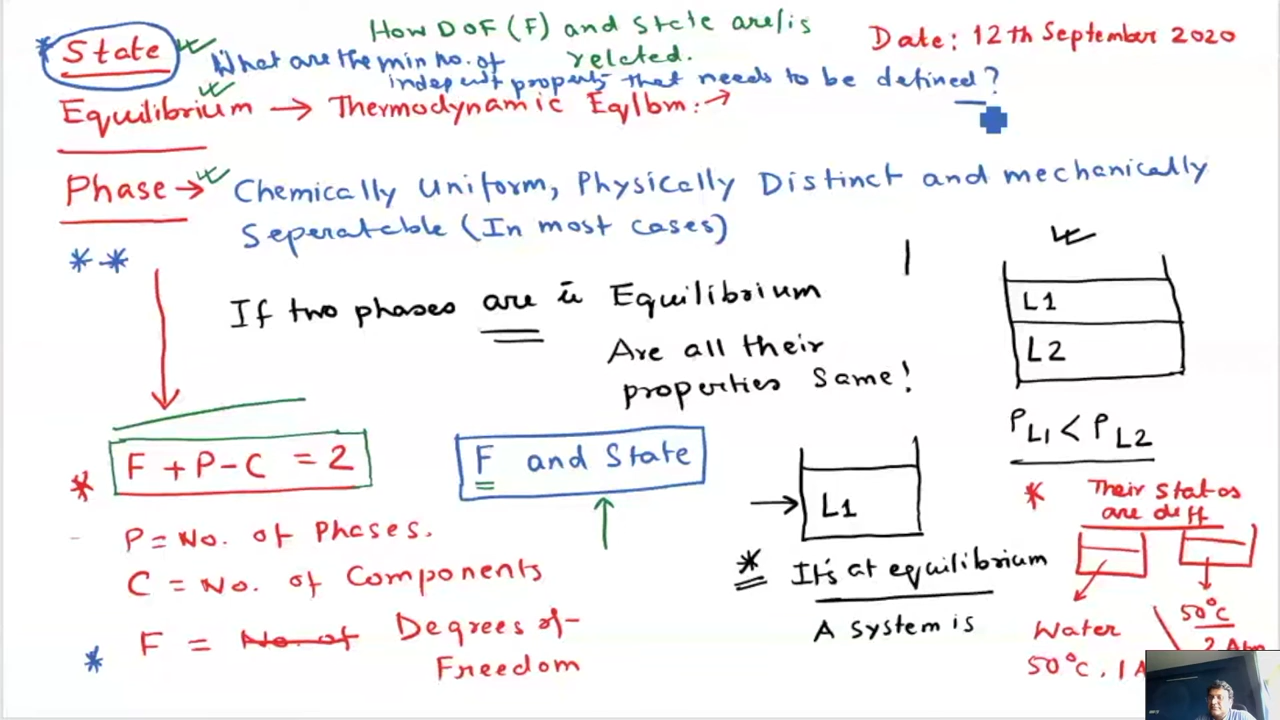 How DOF (F) and State are/is
related.
Date: 12th September 2020
State
What are the min no. of
independt property that needs to be defined?
Equilibrium → Thermodynamic Eqlbm. →
Phase → Chemically Uniform, Physically Distinct and mechanically
Seperatable (In most cases)
If two phases are in Equilibrium
Are all their
properties Same!
L1
L2
PL1 < PL2
F + P - C = 2
F and State
L1
Their states
are diff
P = No. of Phases.
C = No. of Components
F = No. of Degrees of
Freedom
It's at equilibrium
A system is
Water
50°C, 1 A
50°C
2 Atm